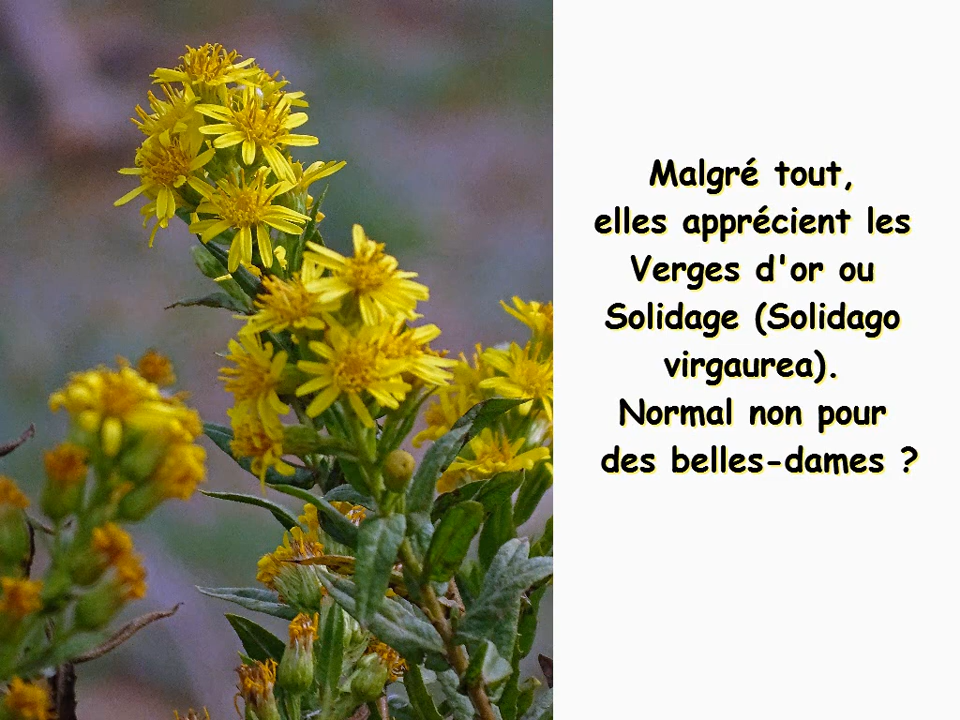 Malgré tout,
elles apprécient les
Verges d'or ou
Solidage (Solidago
virgaurea).
Normal non pour
des belles-dames ?